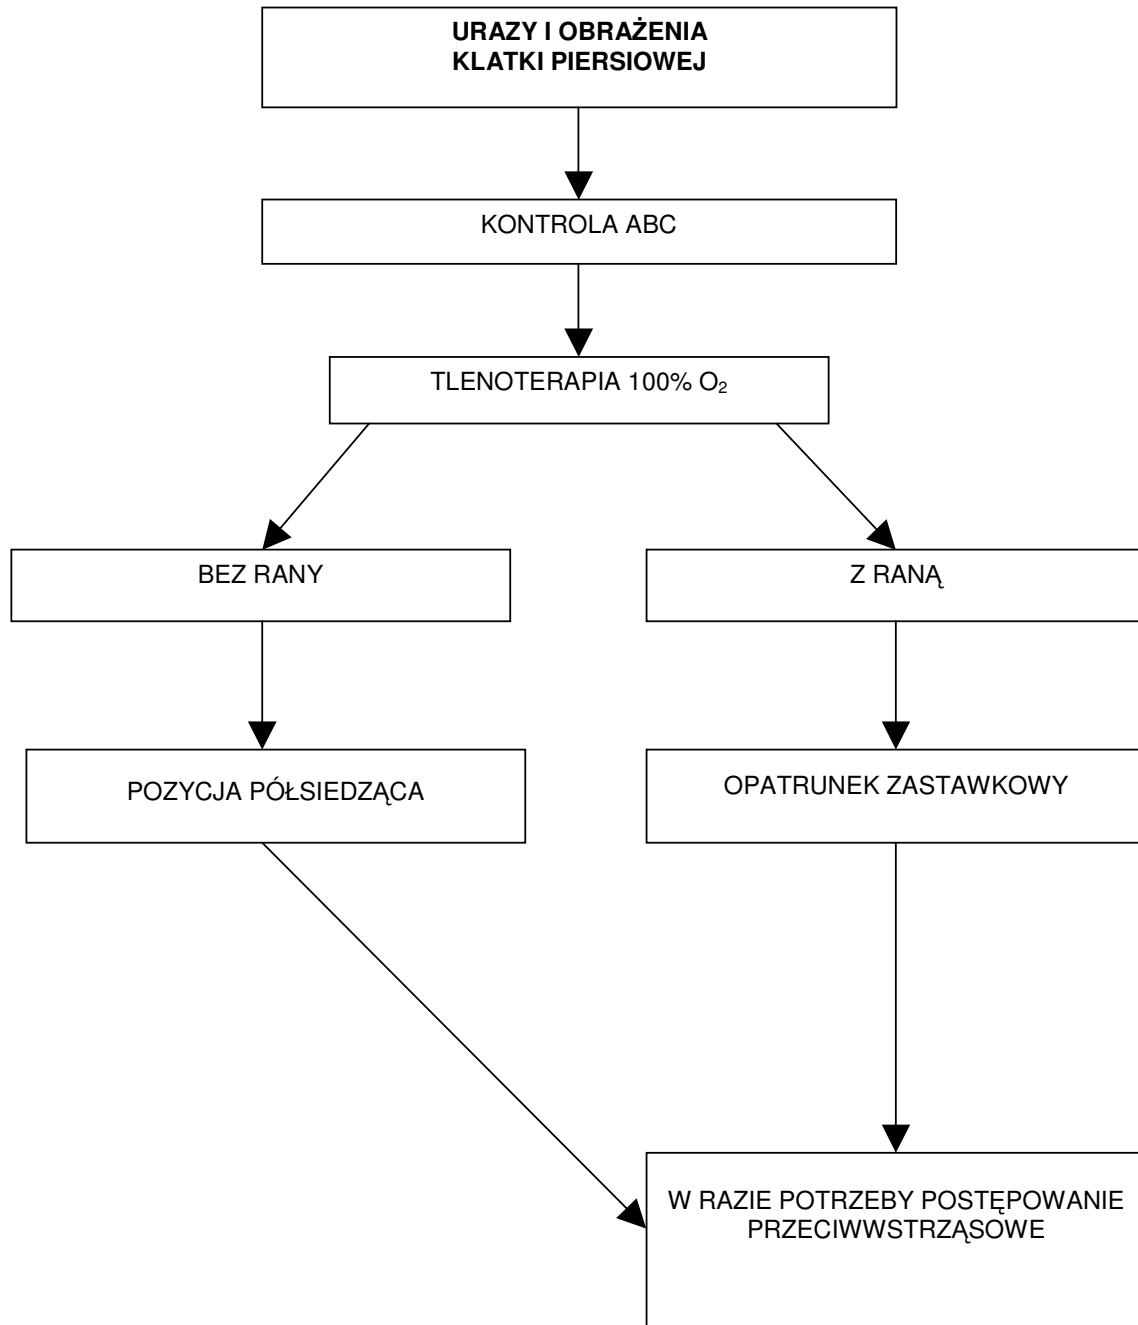 URAZY I OBRAŻENIA
KLATKI PIERSIOWEJ
KONTROLA ABC
TLENOTERAPIA 100% O₂
BEZ RANY
Z RANĄ
POZYCJA PÓŁSIEDZĄCA
OPATRUNEK ZASTAWKOWY
W RAZIE POTRZEBY POSTĘPOWANIE
PRZECIWWSTRZĄSOWE